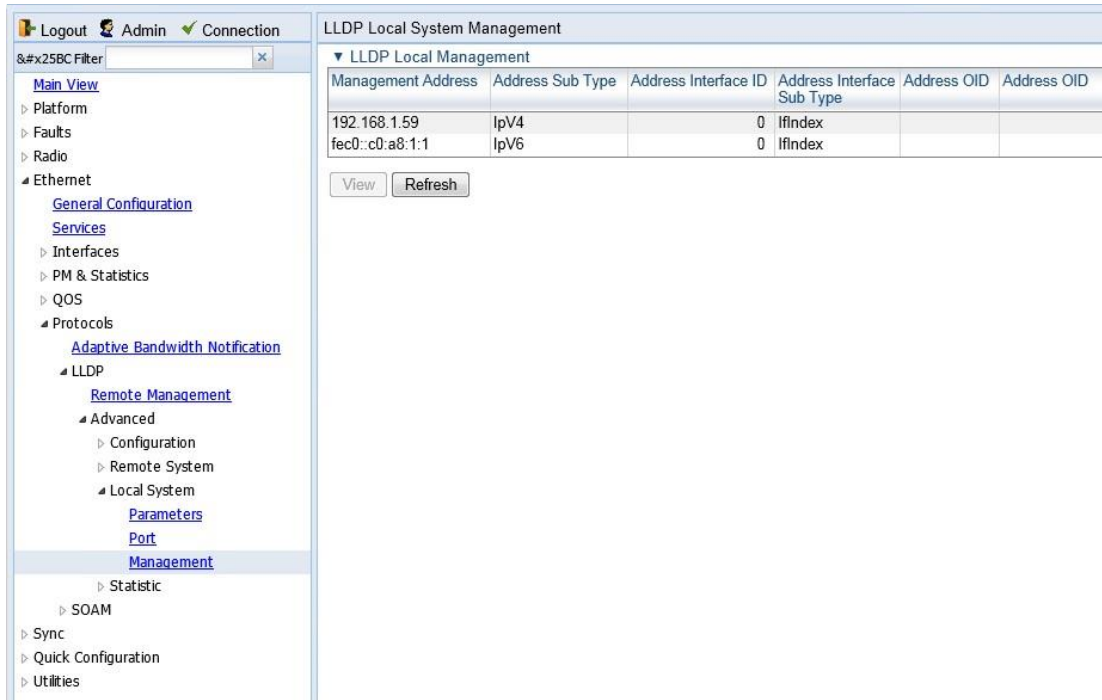 Logout Admin Connection
&#x25BC Filter
Main View
Platform
Faults
Radio
Ethernet
General Configuration
Services
Interfaces
PM & Statistics
QOS
Protocols
Adaptive Bandwidth Notification
LLDP
Remote Management
Advanced
Configuration
Remote System
Local System
Parameters
Port
Management
Statistic
SOAM
Sync
Quick Configuration
Utilities
LLDP Local System Management
▼ LLDP Local Management
Management Address Address Sub Type Address Interface ID Address Interface Sub Type Address OID Address OID
192.168.1.59 IpV4 0 IfIndex
fec0::c0:a8:1:1 IpV6 0 IfIndex
View Refresh